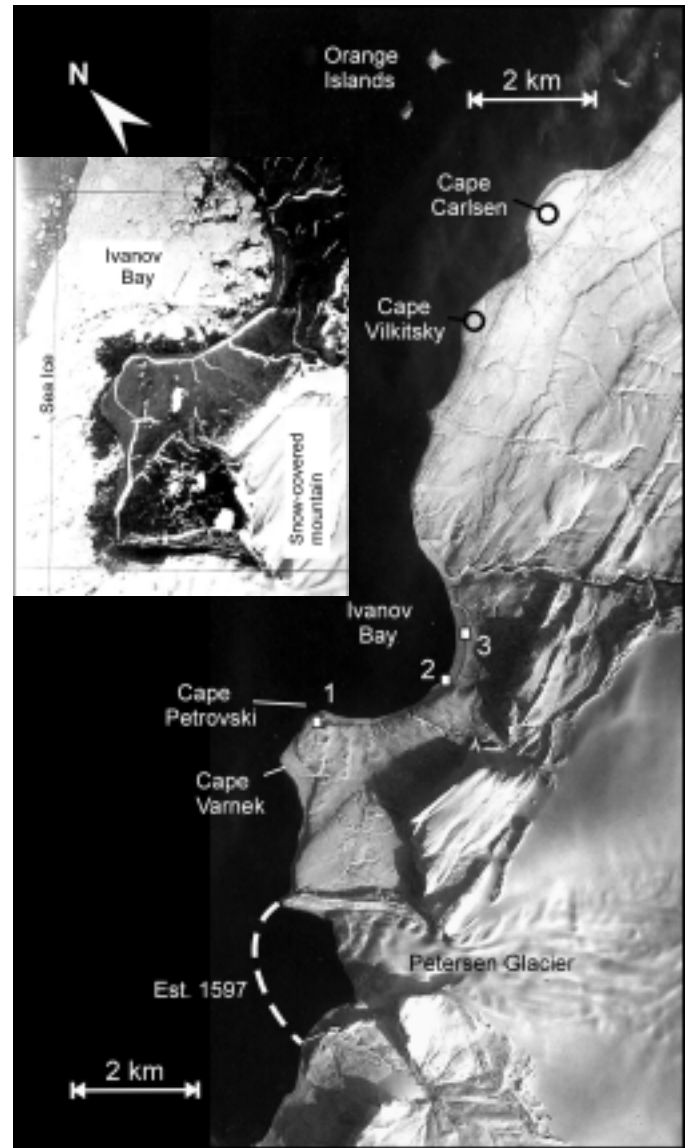 Orange
Islands
N
2 km
Cape
Carlsen
Ivanov
Bay
Cape
Vilkitsky
Sea Ice
Snow-covered
mountain
Ivanov
Bay
3
2
1
Cape
Petrovski
Cape
Varnek
Petersen Glacier
Est. 1597
2 km